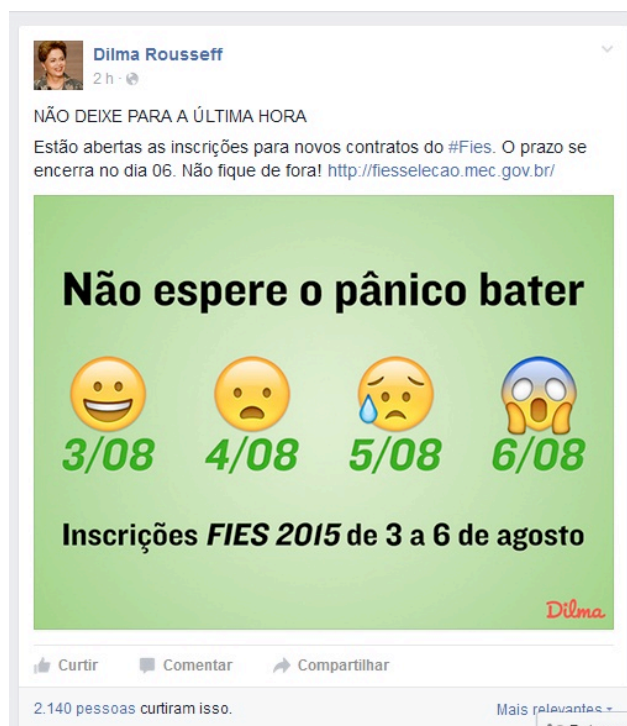 Dilma Rousseff
2 h ·
NÃO DEIXE PARA A ÚLTIMA HORA
Estão abertas as inscrições para novos contratos do #Fies. O prazo se
encerra no dia 06. Não fique de fora! http://fiesselecao.mec.gov.br/
Não espere o pânico bater
3/08 4/08 5/08 6/08
Inscrições FIES 2015 de 3 a 6 de agosto
Dilma
Curtir Comentar Compartilhar
2.140 pessoas curtiram isso. Mais relevantes